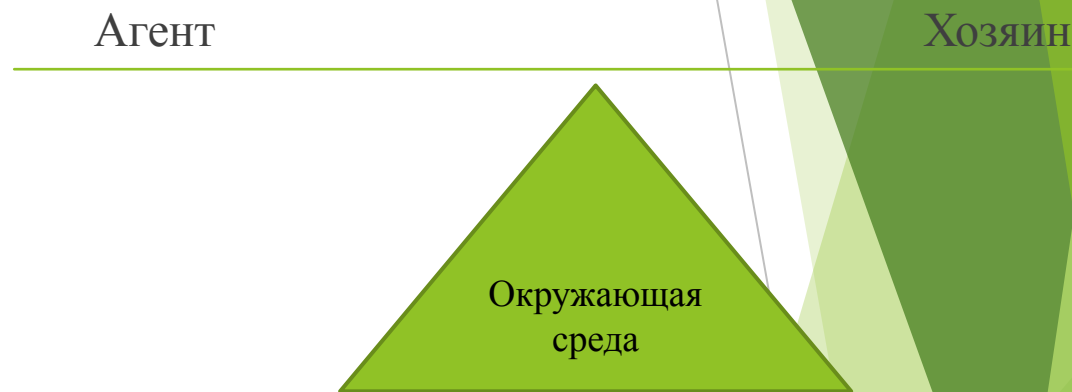 Агент
Хозяин
Окружающая
среда